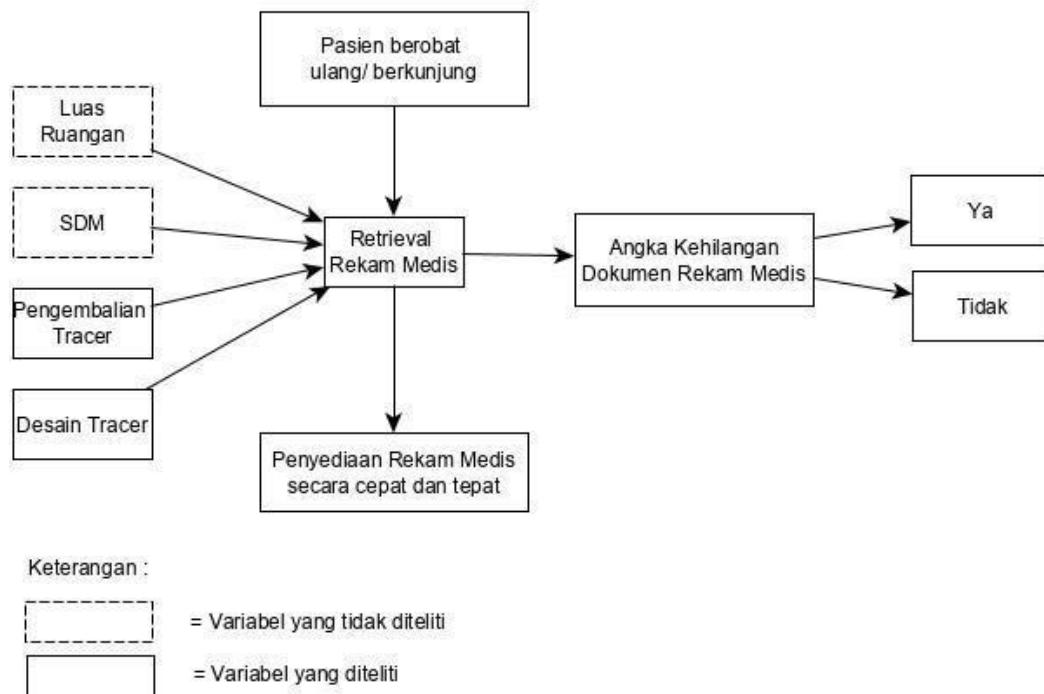 Pasien berobat
ulang/ berkunjung
Luas
Ruangan
SDM
Pengembalian
Tracer
Desain Tracer
Retrieval
Rekam Medis
Angka Kehilangan
Dokumen Rekam Medis
Ya
Tidak
Penyediaan Rekam Medis
secara cepat dan tepat
Keterangan :
= Variabel yang tidak diteliti
= Variabel yang diteliti